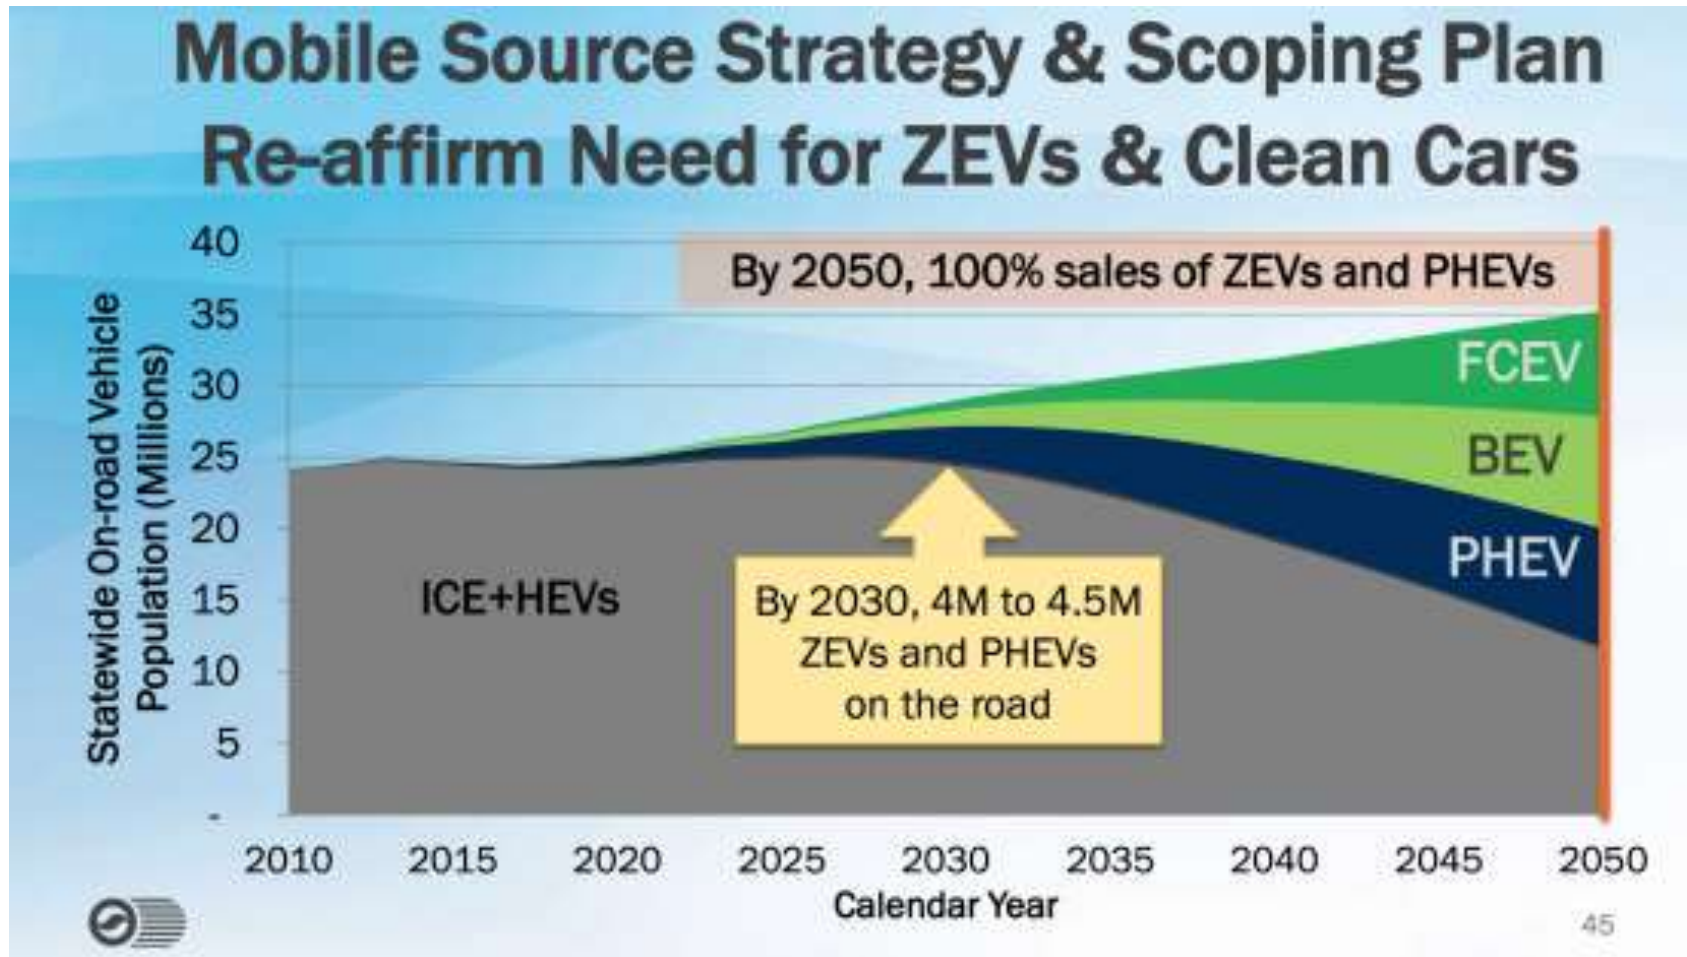 Mobile Source Strategy & Scoping Plan
Re-affirm Need for ZEVs & Clean Cars
Statewide On-road Vehicle
Population (Millions)
40
35
30
25
20
15
10
5
-
By 2050, 100% sales of ZEVs and PHEVs
FCEV
BEV
PHEV
ICE+HEVs
By 2030, 4M to 4.5M
ZEVs and PHEVs
on the road
2010 2015 2020 2025 2030 2035 2040 2045 2050
Calendar Year
45